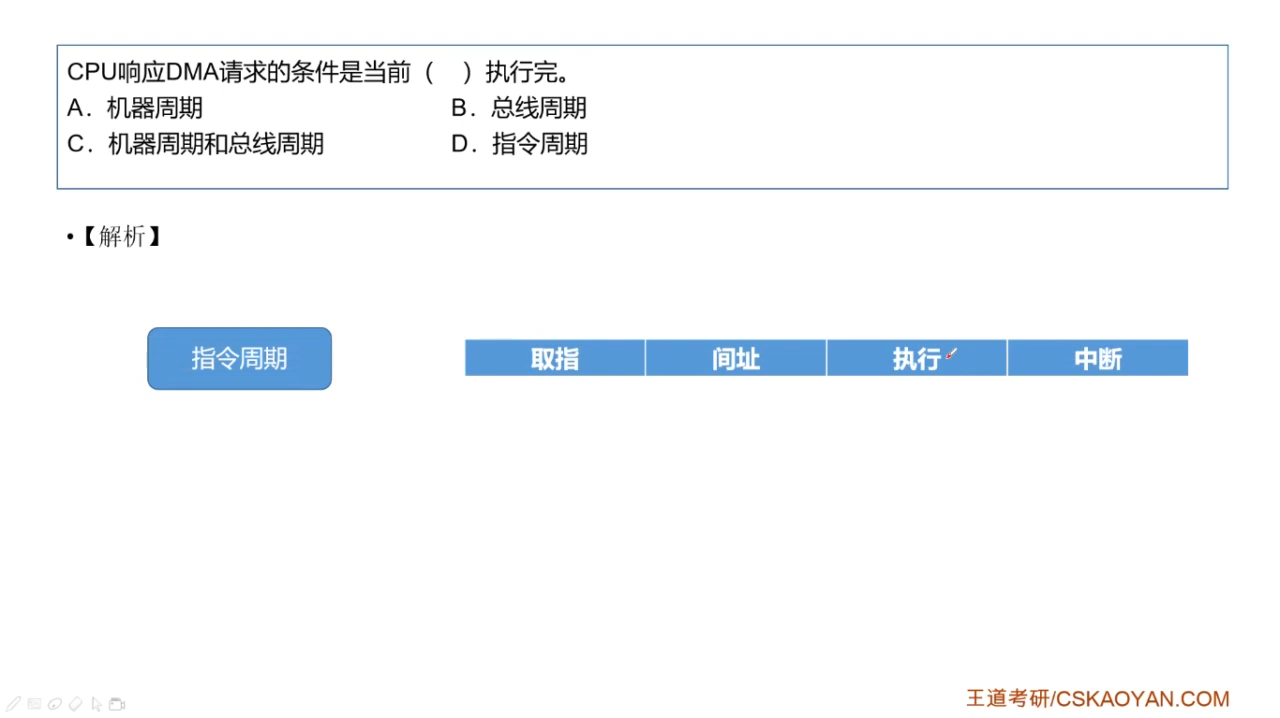 CPU响应DMA请求的条件是当前（ ）执行完。
A．机器周期 B．总线周期
C．机器周期和总线周期 D．指令周期
•【解析】
指令周期 取指 间址 执行 中断
王道考研/CSKAOYAN.COM